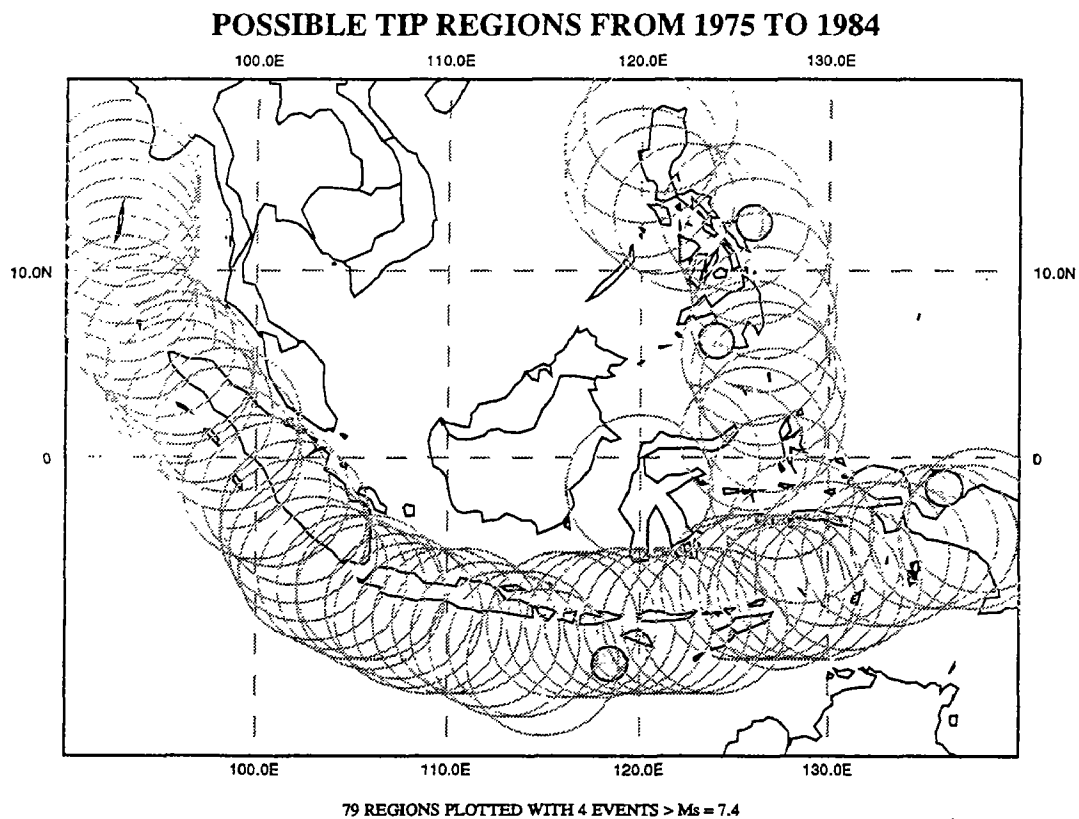 POSSIBLE TIP REGIONS FROM 1975 TO 1984
100.0E 110.0E 120.0E 130.0E
10.0N 10.0N
0 0
100.0E 110.0E 120.0E 130.0E
79 REGIONS PLOTTED WITH 4 EVENTS > Ms = 7.4